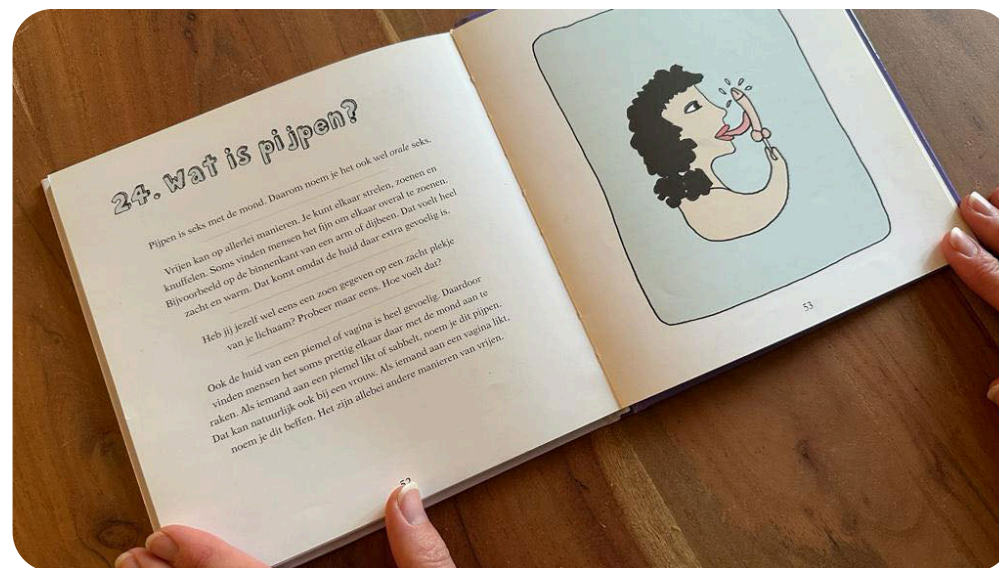 24. Wat is pijpen?
Pijpen is seks met de mond. Daarom noem je het ook wel orale seks.
Vrijen kan op allerlei manieren. Je kunt elkaar strelen, zoenen en
knuffelen. Soms vinden mensen het fijn om elkaar overal te zoenen.
Bijvoorbeeld op de binnenkant van een arm of dijbeen. Dat voelt heel
zacht en warm. Dat komt omdat de huid daar extra gevoelig is.
Heb jij jezelf wel eens een zoen gegeven op een zacht plekje
van je lichaam? Probeer maar eens. Hoe voelt dat?
Ook de huid van een piemel of vagina is heel gevoelig. Daardoor
vinden mensen het soms prettig elkaar daar met de mond aan te
raken. Als iemand aan een piemel likt of sabbelt, noem je dit pijpen.
Dat kan natuurlijk ook bij een vrouw. Als iemand aan een vagina likt,
noem je dit beffen. Het zijn allebei andere manieren van vrijen.
52
53